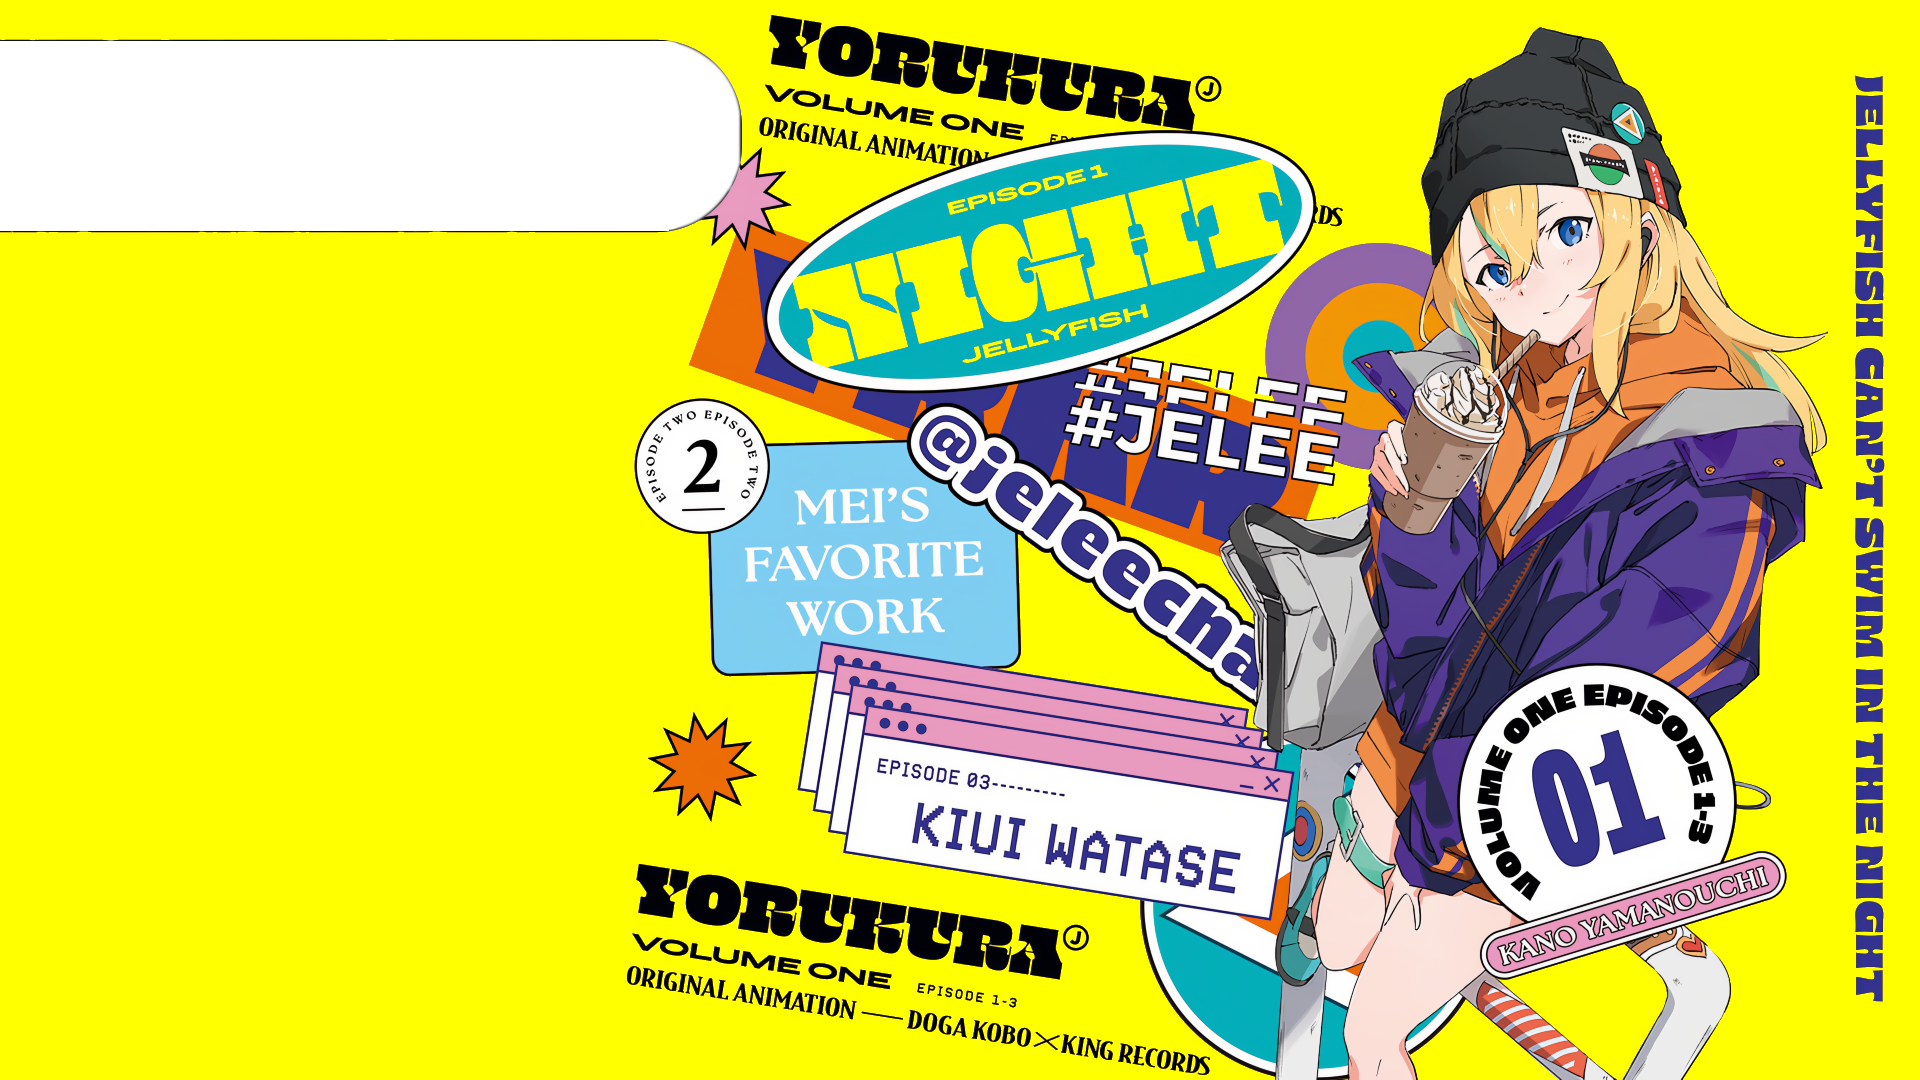 YORUKURA J
VOLUME ONE
ORIGINAL ANIMATION
EPISODE 1
NIGHT
JELLYFISH
#JELEE
#JELEE
#JELEE
@jeleecha
EPISODE TWO EPISODE TWO
2
MEI'S
FAVORITE
WORK
EPISODE 03---------
KIUI WATASE
YORUKURA J
VOLUME ONE EPISODE 1-3
ORIGINAL ANIMATION — DOGA KOBO×KING RECORDS
VOLUME ONE EPISODE 1-3
01
KANO YAMANOUCHI
JELLYFISH CAN'T SWIM IN THE NIGHT